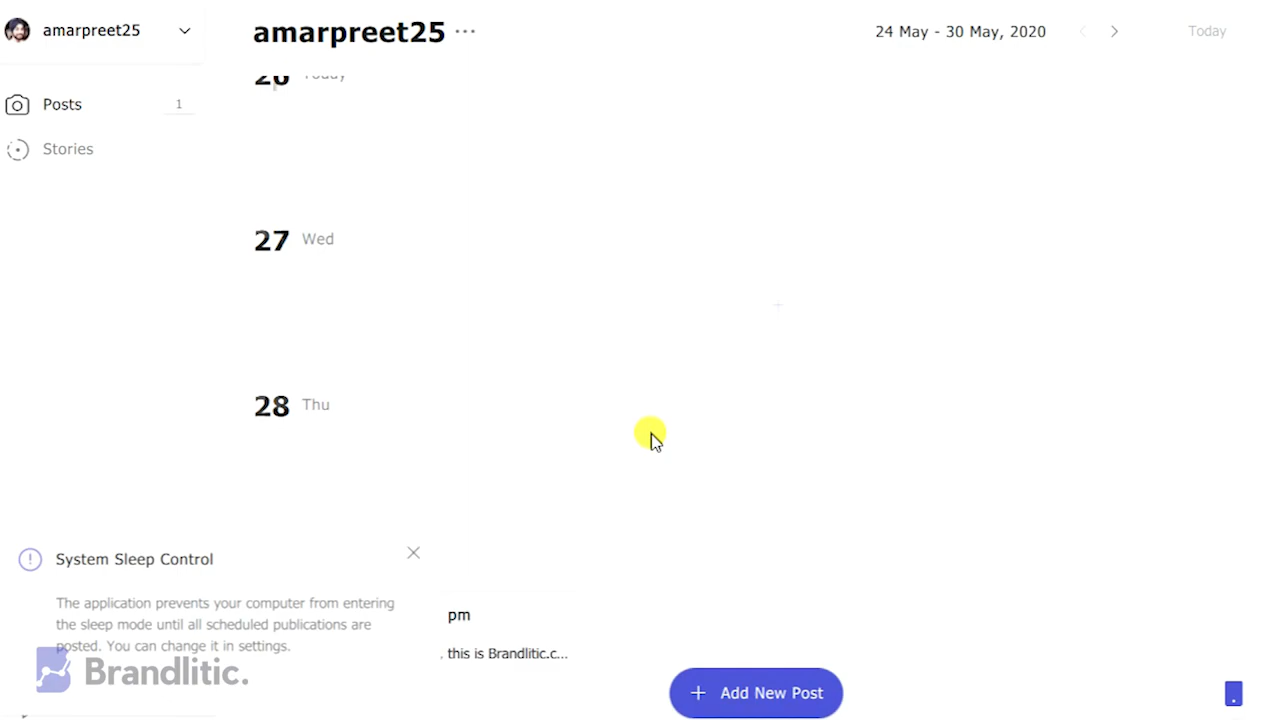 amarpreet25
amarpreet25 ...
24 May - 30 May, 2020
Today
26 Today
Posts
1
Stories
27 Wed
28 Thu
System Sleep Control
The application prevents your computer from entering
the sleep mode until all scheduled publications are
posted. You can change it in settings.
pm
, this is Brandlitic.c...
Brandlitic.
+ Add New Post